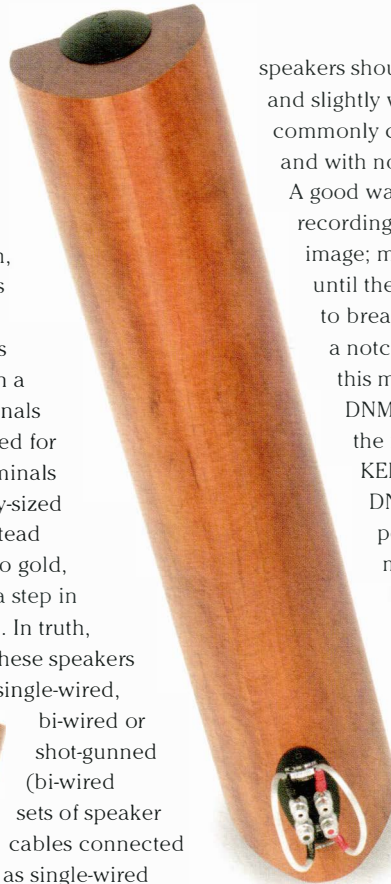 s
s
n a
nals
ed for
minals
y-sized
tead
o gold,
a step in
. In truth,
hese speakers
single-wired,
bi-wired or
shot-gunned
(bi-wired
sets of speaker
cables connected
as single-wired
speakers shou
and slightly w
commonly c
and with no
A good wa
recording
image; m
until the
to brea
a notc
this m
DNM
the
KE
DN
p